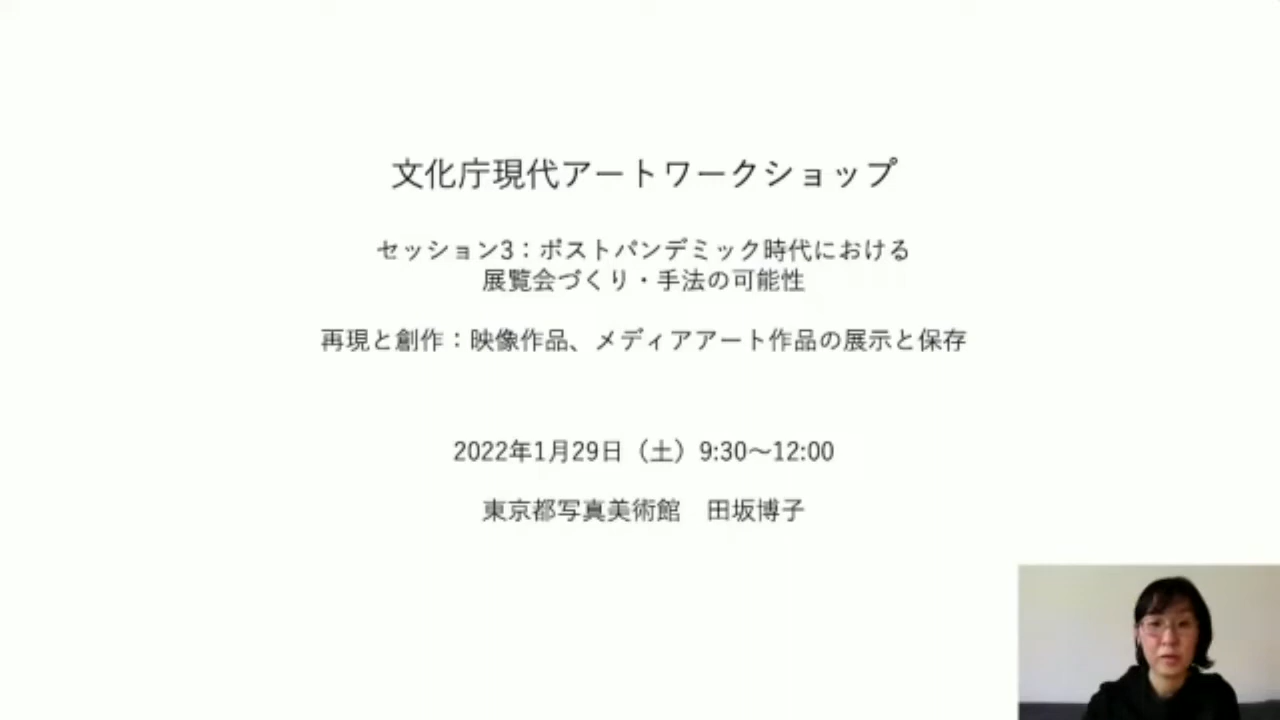 文化庁現代アートワークショップ
セッション3：ポストパンデミック時代における
展覧会づくり・手法の可能性
再現と創作：映像作品、メディアアート作品の展示と保存
2022年1月29日（土）9:30～12:00
東京都写真美術館　田坂博子